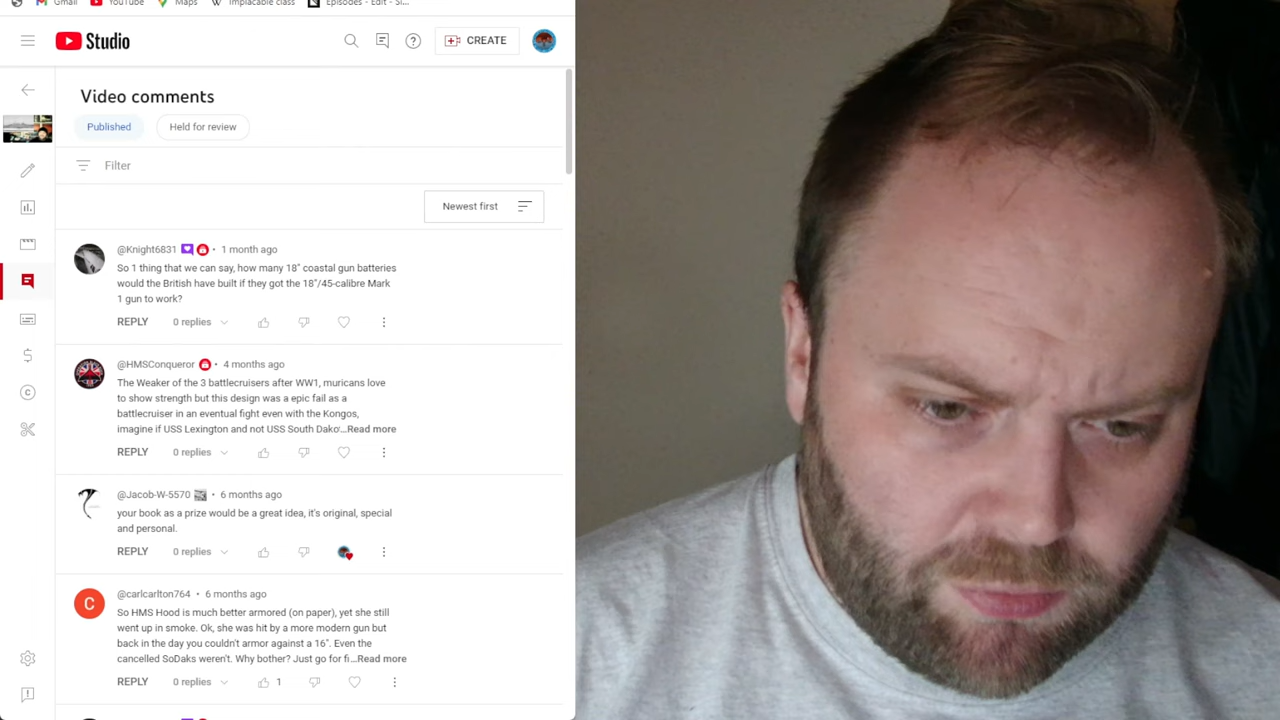 Gmail YouTube Maps Implacable class Episodes - Edit - Si...
Studio CREATE
Video comments
Published Held for review
Filter
Newest first
@Knight6831 • 1 month ago
So 1 thing that we can say, how many 18" coastal gun batteries
would the British have built if they got the 18"/45-calibre Mark
1 gun to work?
REPLY 0 replies
@HMSConqueror • 4 months ago
The Weaker of the 3 battlecruisers after WW1, muricans love
to show strength but this design was a epic fail as a
battlecruiser in an eventual fight even with the Kongos,
imagine if USS Lexington and not USS South Dako...Read more
REPLY 0 replies
@Jacob-W-5570 • 6 months ago
your book as a prize would be a great idea, it's original, special
and personal.
REPLY 0 replies
C
@carlcarlton764 • 6 months ago
So HMS Hood is much better armored (on paper), yet she still
went up in smoke. Ok, she was hit by a more modern gun but
back in the day you couldn't armor against a 16". Even the
cancelled SoDaks weren't. Why bother? Just go for fi...Read more
REPLY 0 replies 1